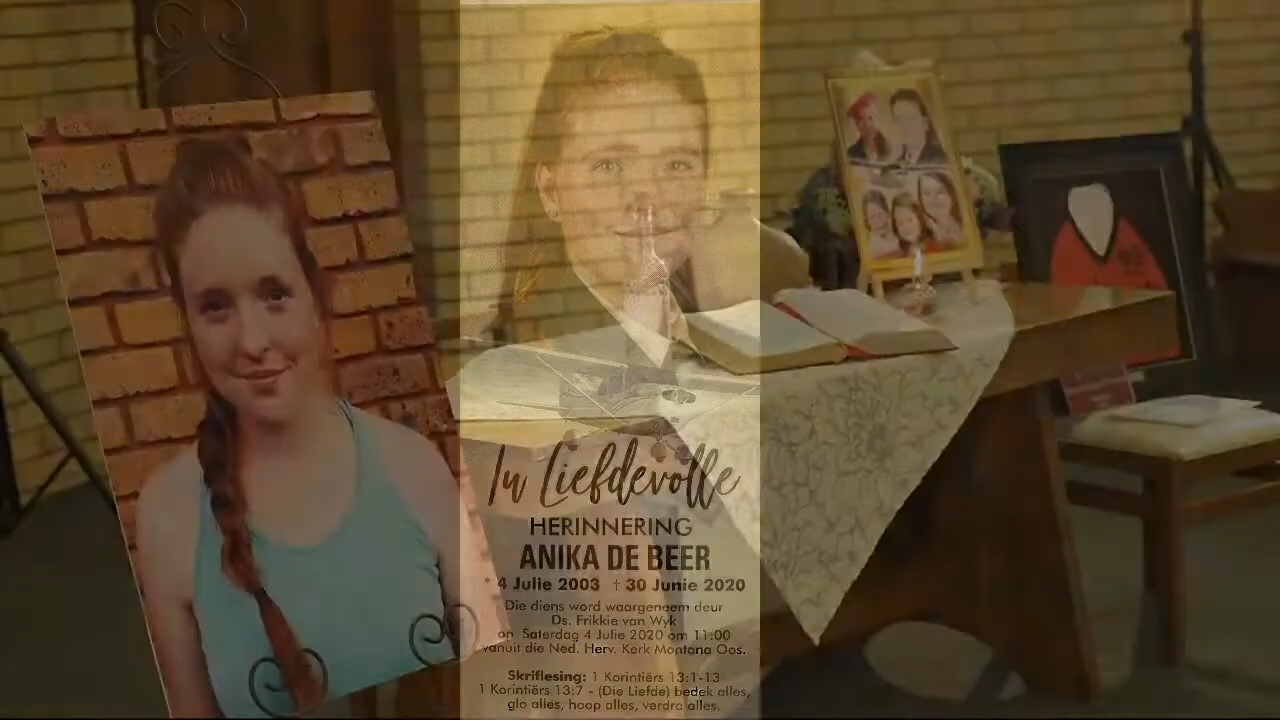 In Liefdevolle
HERINNERING
ANIKA DE BEER
* 4 Julie 2003 † 30 Junie 2020
Die diens word waargeneem deur
Ds. Frikkie van Wyk
op Saterdag 4 Julie 2020 om 11:00
vanuit die Ned. Herv. Kerk Montana Oos.
Skriflesing: 1 Korintiërs 13:1-13
1 Korintiërs 13:7 - (Die Liefde) bedek alles,
glo alles, hoop alles, verdra alles.